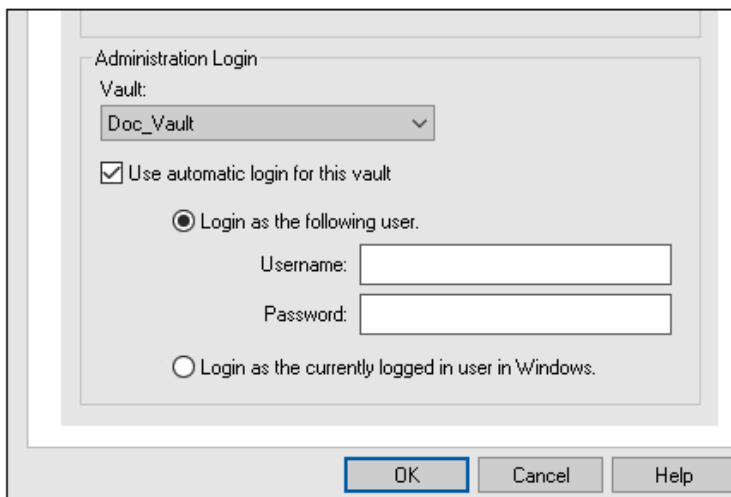 Administration Login
Vault:
Doc_Vault
Use automatic login for this vault
Login as the following user.
Username:
Password:
Login as the currently logged in user in Windows.
OK Cancel Help